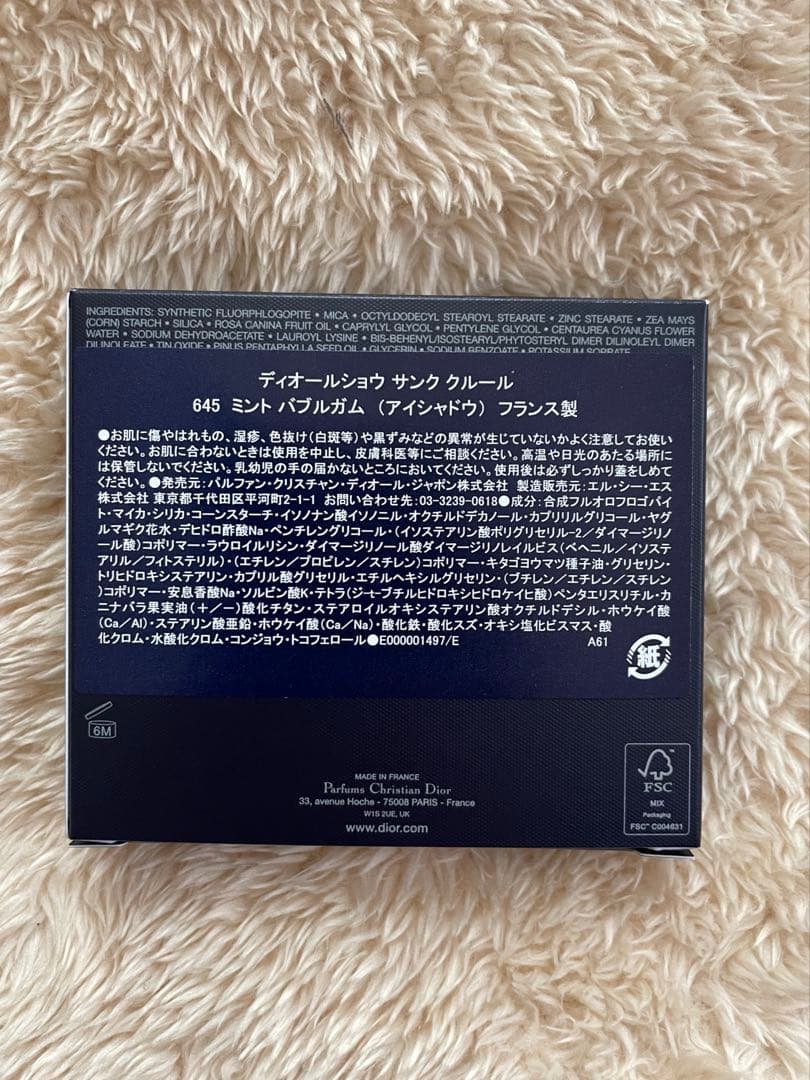 INGREDIENTS: SYNTHETIC FLUORPHLOGOPITE • MICA • OCTYLDODECYL STEAROYL STEARATE • ZINC STEARATE • ZEA MAYS
(CORN) STARCH • SILICA • ROSA CANINA FRUIT OIL • CAPRYLYL GLYCOL • PENTYLENE GLYCOL • CENTAUREA CYANUS FLOWER
WATER • SODIUM DEHYDROACETATE • LAUROYL LYSINE • BIS-BEHENYL/ISOSTEARYL/PHYTOSTERYL DIMER DILINOLEYL DIMER
DILINOLEATE • TIN OXIDE • PINUS PENTAPHYLLA SEED OIL • GLYCERIN • SODIUM BENZOATE • POTASSIUM SORBATE
ディオールショウ サンク クルール
645 ミント バブルガム (アイシャドウ) フランス製
●お肌に傷やはれもの、湿疹、色抜け(白斑等)や黒ずみなどの異常が生じていないかよく注意してお使い
ください。お肌に合わないときは使用を中止し、皮膚科医等にご相談ください。高温や日光のあたる場所に
は保管しないでください。乳幼児の手の届かないところにおいてください。使用後は必ずしっかり蓋をしめて
ください。●発売元:パルファン・クリスチャン・ディオール・ジャポン株式会社 製造販売元:エル・シー・エス
株式会社 東京都千代田区平河町2-1-1 お問い合わせ先:03-3239-0618●成分:合成フルオロフロゴパイ
ト・マイカ・シリカ・コーンスターチ・イソノナン酸イソノニル・オクチルドデカノール・カプリリルグリコール・ヤグ
ルマギク花水・デヒドロ酢酸Na・ペンチレングリコール・(イソステアリン酸ポリグリセリル-2/ダイマージリノ
ール酸)コポリマー・ラウロイルリシン・ダイマージリノール酸ダイマージリノレイルビス(ベヘニル/イソステ
アリル/フィトステリル)・(エチレン/プロピレン/スチレン)コポリマー・キタゴヨウマツ種子油・グリセリン・
トリヒドロキシステアリン・カプリル酸グリセリル・エチルヘキシルグリセリン・(ブチレン/エチレン/スチレン
)コポリマー・安息香酸Na・ソルビン酸K・テトラ(ジ-t-ブチルヒドロキシヒドロケイヒ酸)ペンタエリスリチル・カ
ニナバラ果実油(+/−)酸化チタン・ステアロイルオキシステアリン酸オクチルドデシル・ホウケイ酸
(Ca/Al)・ステアリン酸亜鉛・ホウケイ酸(Ca/Na)・酸化鉄・酸化スズ・オキシ塩化ビスマス・酸
化クロム・水酸化クロム・コンジョウ・トコフェロール●E000001497/E A61
紙
6M
MADE IN FRANCE
Parfums Christian Dior
33, avenue Hoche - 75008 PARIS - France
W1S 2UE, UK
www.dior.com
FSC
MIX
Packaging
FSC™ C004631